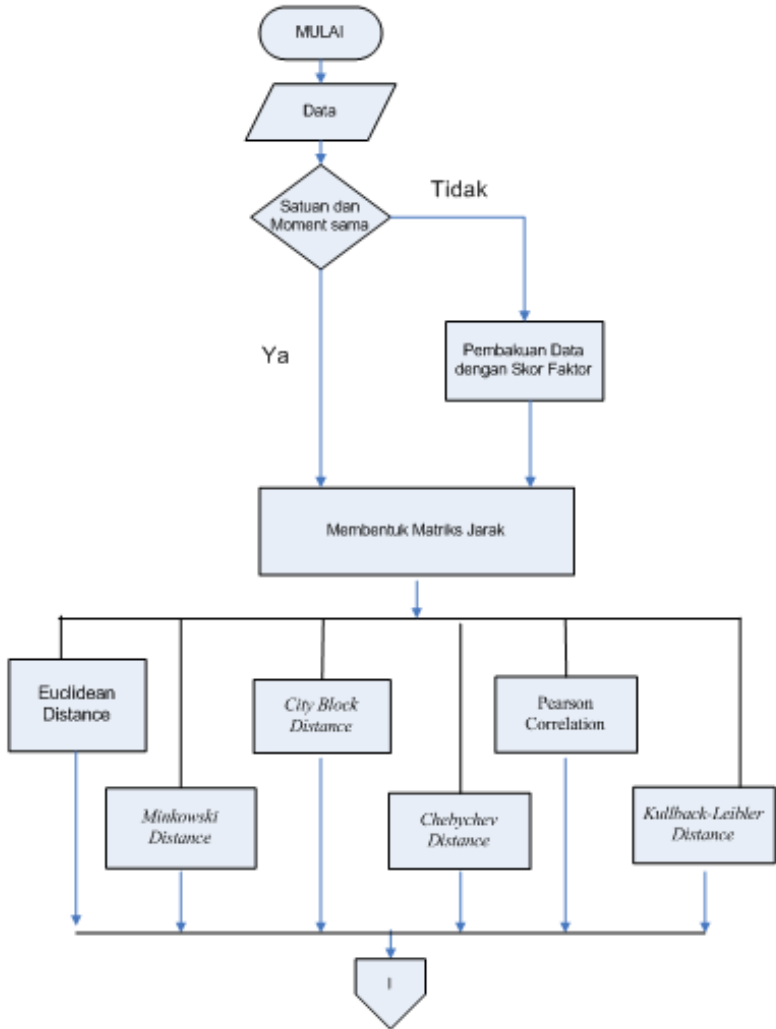 MULAI
Data
Tidak
Satuan dan
Moment sama
Ya
Pembakuan Data
dengan Skor Faktor
Membentuk Matriks Jarak
Euclidean
Distance
City Block
Distance
Pearson
Correlation
Minkowski
Distance
Chebychev
Distance
Kullback-Leibler
Distance
I